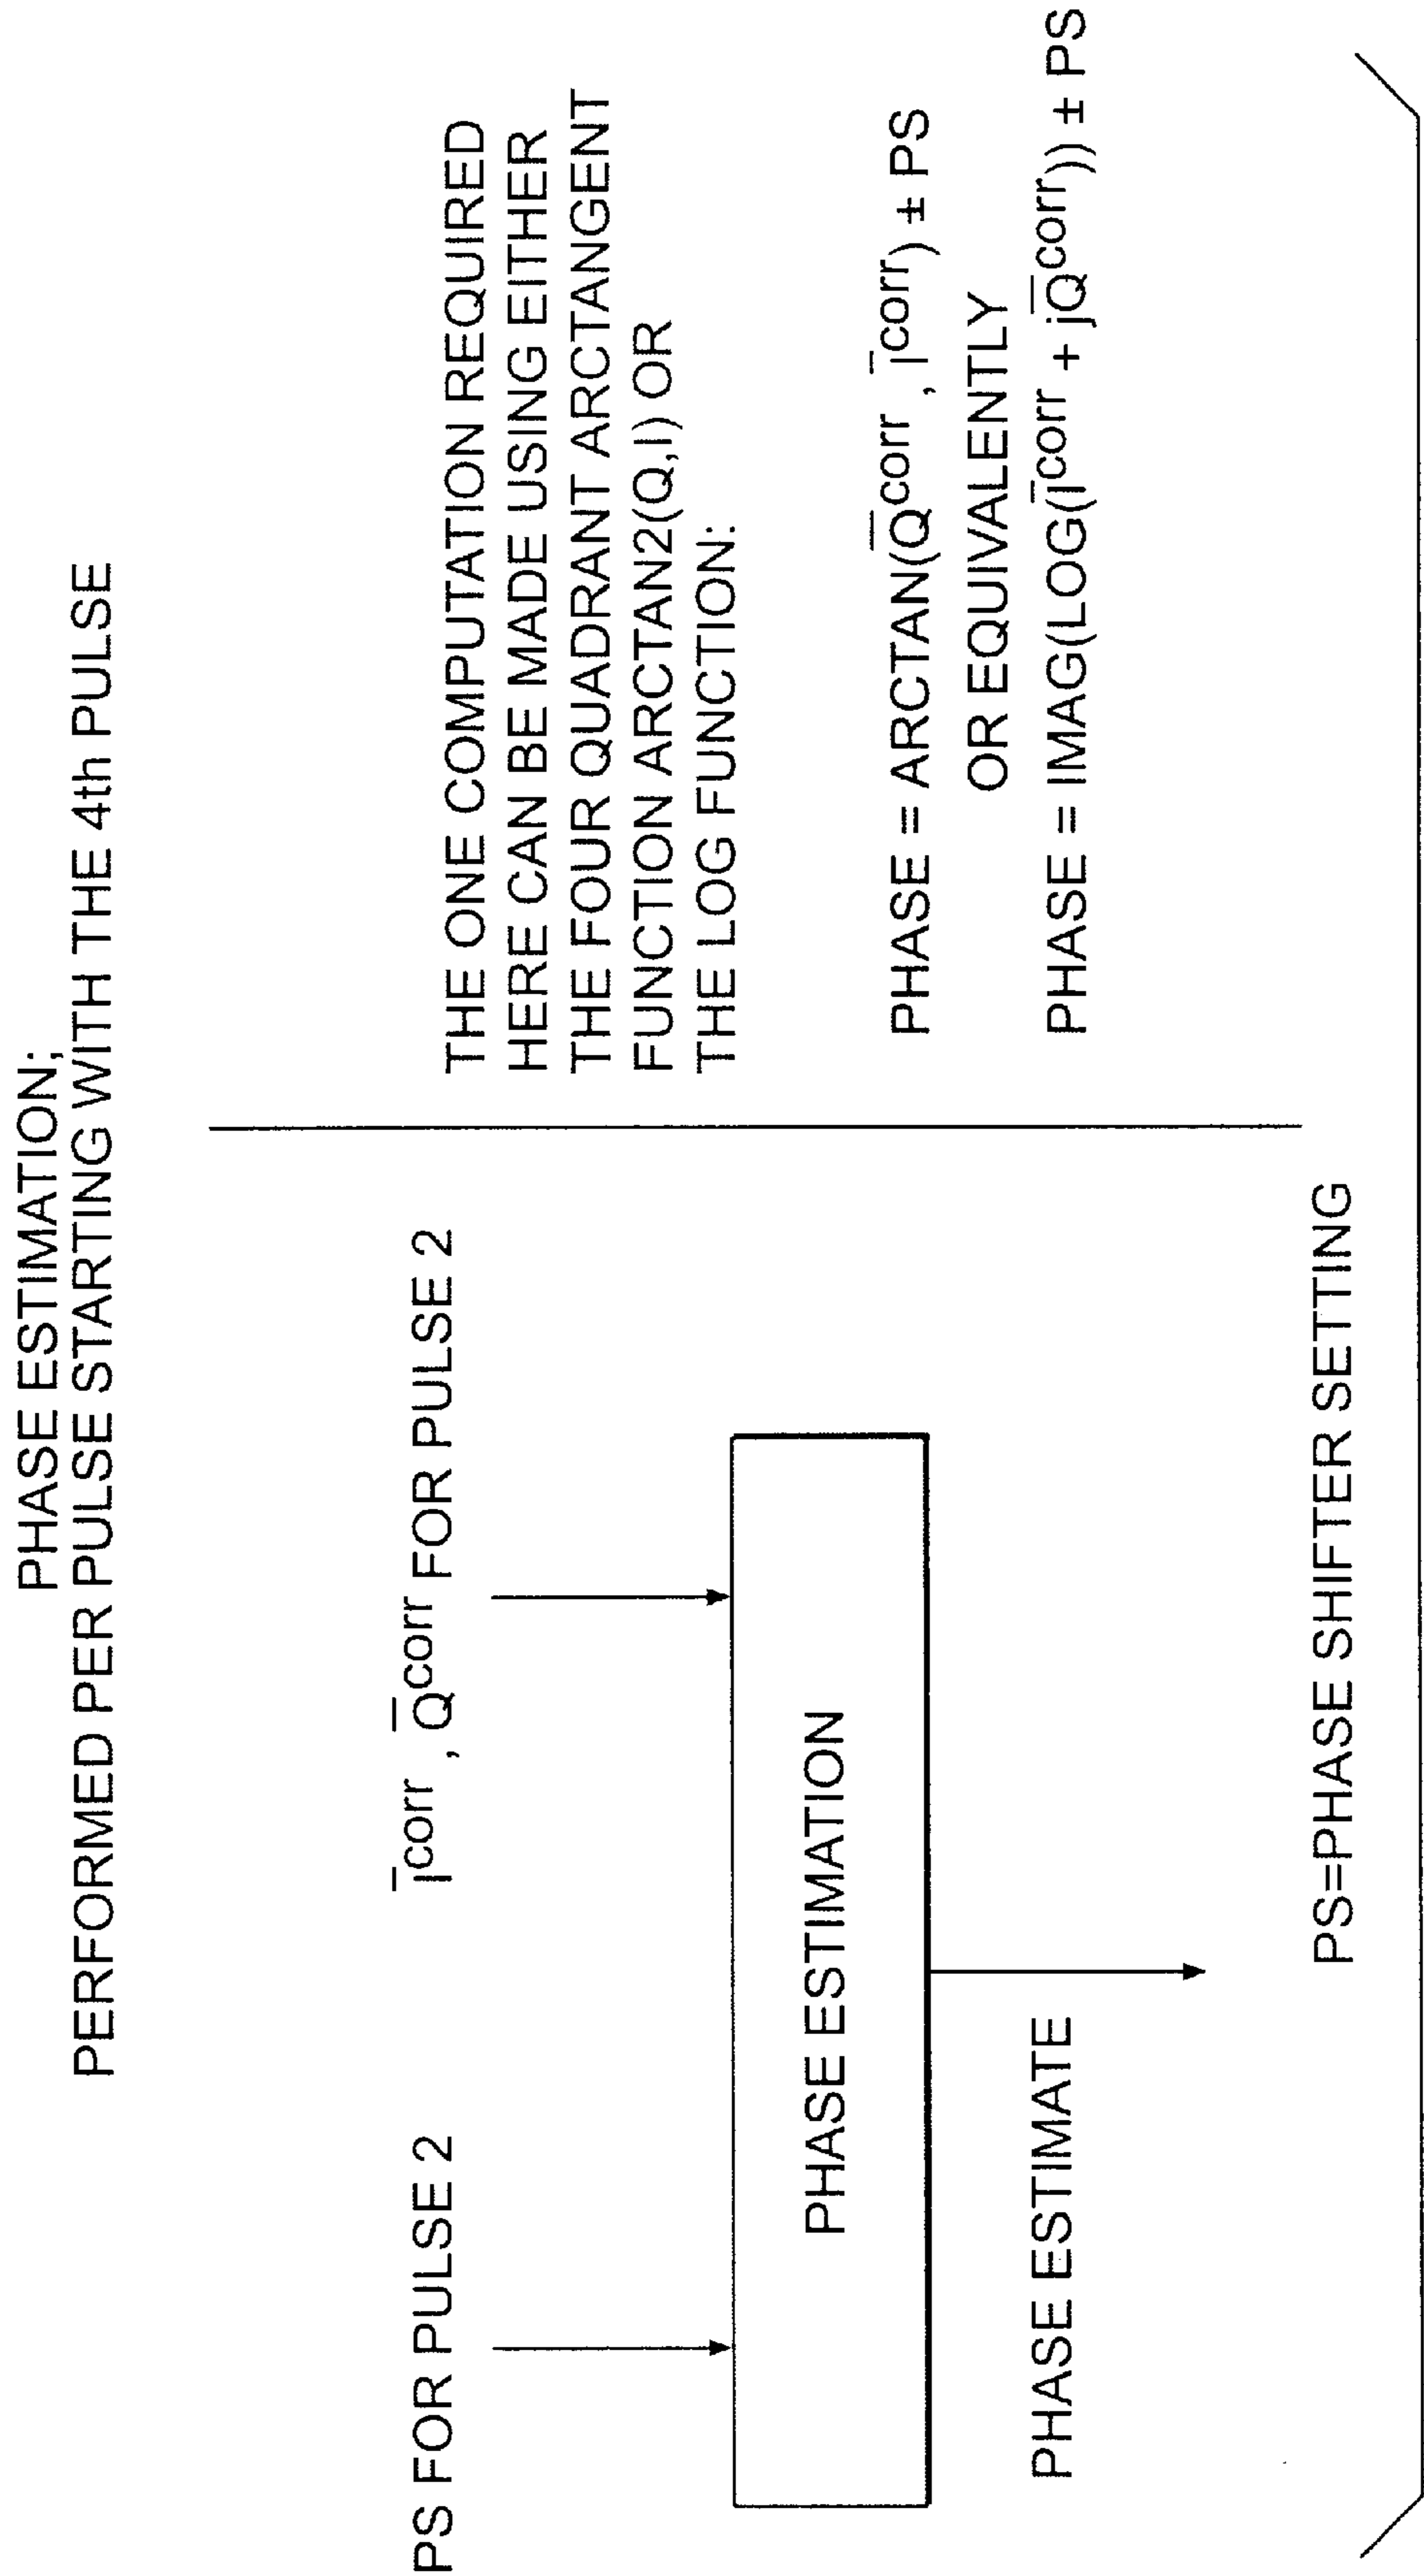 PHASE ESTIMATION;
PERFORMED PER PULSE STARTING WITH THE 4th PULSE
PS FOR PULSE 2
I̅ᶜᵒʳʳ , Q̅ᶜᵒʳʳ FOR PULSE 2
PHASE ESTIMATION
PHASE ESTIMATE
PS=PHASE SHIFTER SETTING
THE ONE COMPUTATION REQUIRED
HERE CAN BE MADE USING EITHER
THE FOUR QUADRANT ARCTANGENT
FUNCTION ARCTAN2(Q,I) OR
THE LOG FUNCTION:
PHASE = ARCTAN(Q̅ᶜᵒʳʳ , I̅ᶜᵒʳʳ) ± PS
OR EQUIVALENTLY
PHASE = IMAG(LOG(I̅ᶜᵒʳʳ + jQ̅ᶜᵒʳʳ)) ± PS